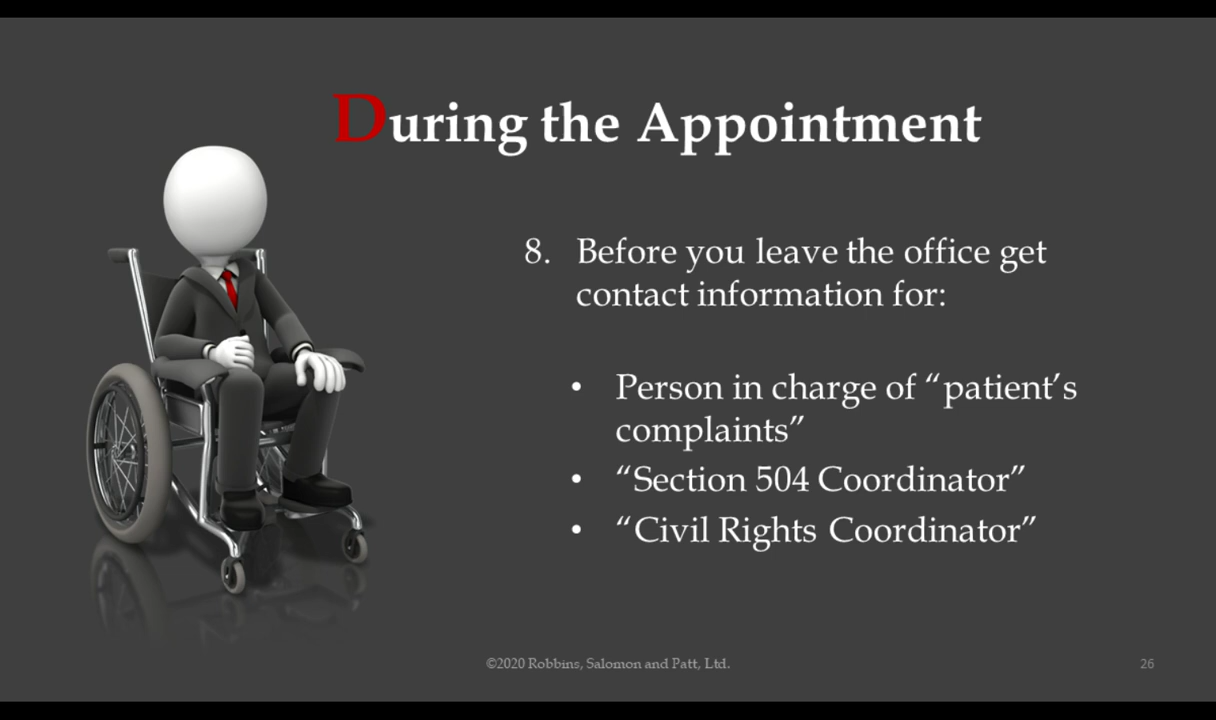 During the Appointment
8. Before you leave the office get
contact information for:
• Person in charge of “patient’s
complaints”
• “Section 504 Coordinator”
• “Civil Rights Coordinator”
©2020 Robbins, Salomon and Patt, Ltd.
26